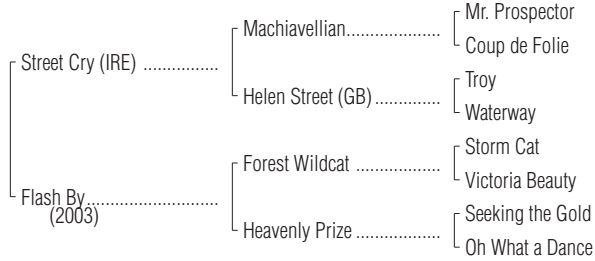 Mr. Prospector
Machiavellian.....................
Coup de Folie
Street Cry (IRE) ................
Troy
Helen Street (GB) ..............
Waterway
Storm Cat
Forest Wildcat ..................
Victoria Beauty
Flash By............................
(2003)
Seeking the Gold
Heavenly Prize ..................
Oh What a Dance